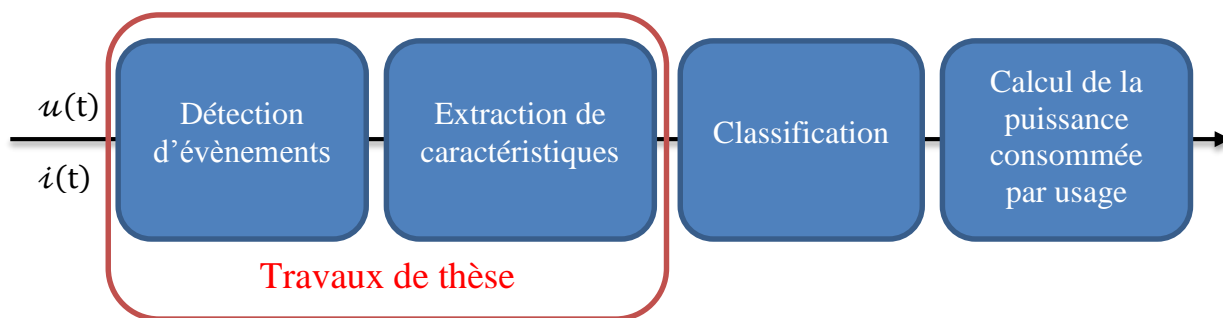 u(t)
i(t)
Détection
d'évènements
Extraction de
caractéristiques
Classification
Calcul de la
puissance
consommée
par usage
Travaux de thèse